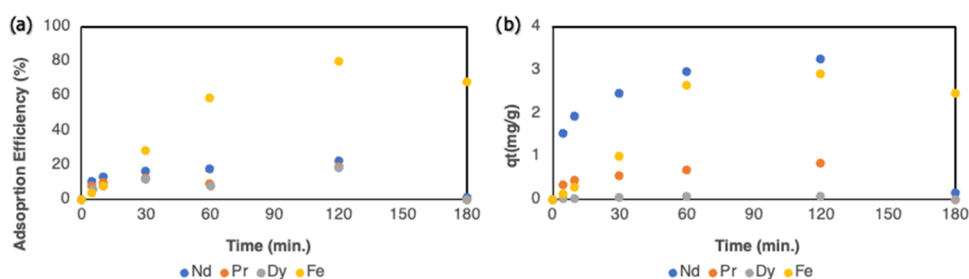 (a)
Adsoprtion Efficiency (%)
100
80
60
40
20
0
0 30 60 90 120 150 180
Time (min.)
Nd Pr Dy Fe
(b)
qt(mg/g)
4
3
2
1
0
0 30 60 90 120 150 180
Time (min.)
Nd Pr Dy Fe